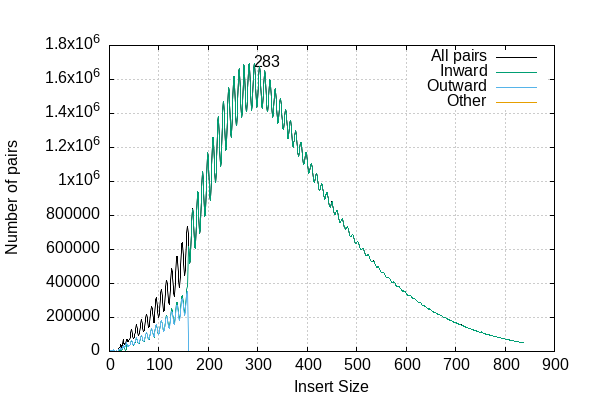 1.8x10^6
1.6x10^6
1.4x10^6
1.2x10^6
1x10^6
800000
600000
400000
200000
0
Number of pairs
283
All pairs
Inward
Outward
Other
0 100 200 300 400 500 600 700 800 900
Insert Size